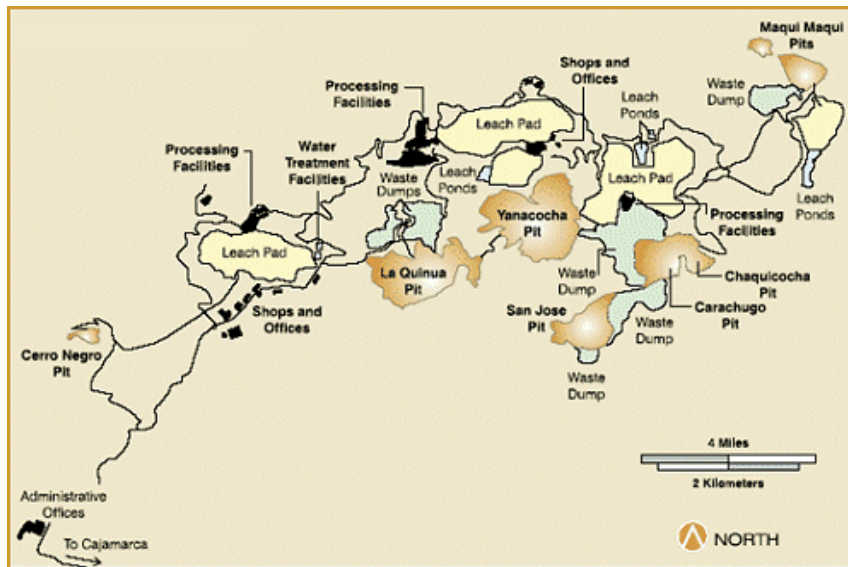 Maqui Maqui
Pits
Shops and
Offices
Processing
Facilities
Waste
Dump
Leach
Ponds
Leach Pad
Processing
Facilities
Water
Treatment
Facilities
Waste
Dumps
Leach
Ponds
Leach Pad
Yanacocha
Pit
Processing
Facilities
Leach
Ponds
Leach Pad
La Quinua
Pit
Waste
Dump
Chaquicocha
Pit
Shops and
Offices
San Jose
Pit
Waste
Dump
Carachugo
Pit
Cerro Negro
Pit
Waste
Dump
4 Miles
2 Kilometers
Administrative
Offices
To Cajamarca
NORTH